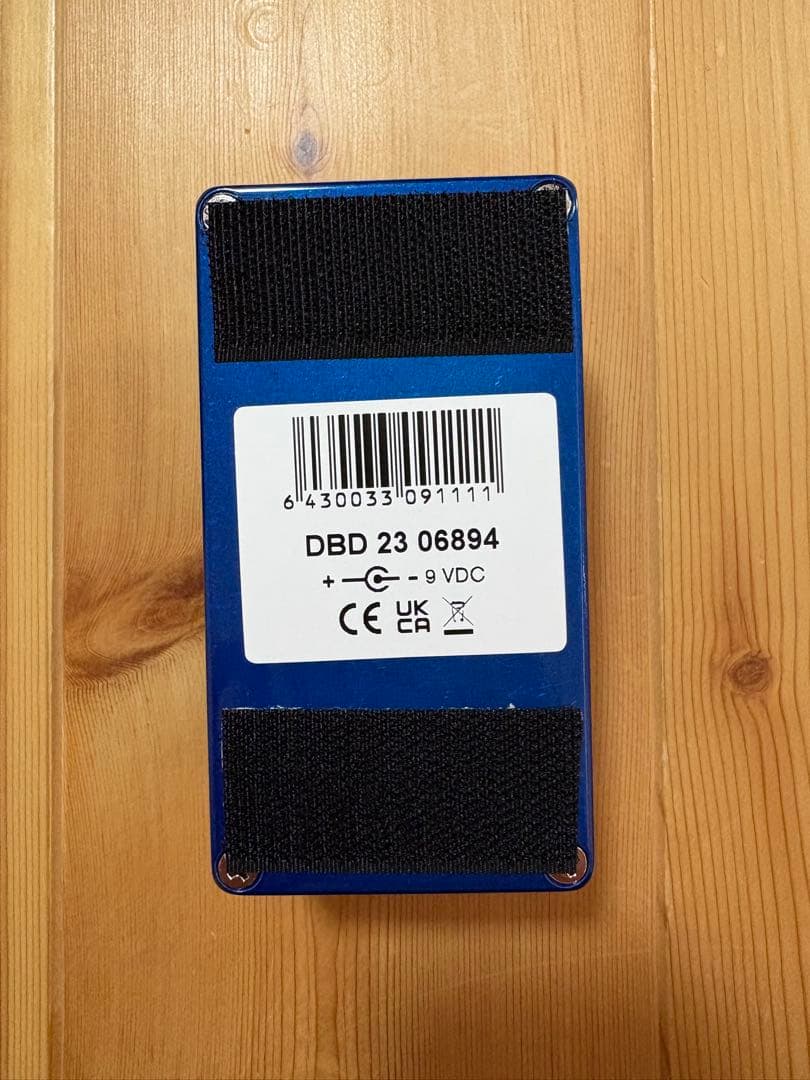 6 430033 091111
DBD 23 06894
+ - 9 VDC
CE UK CA